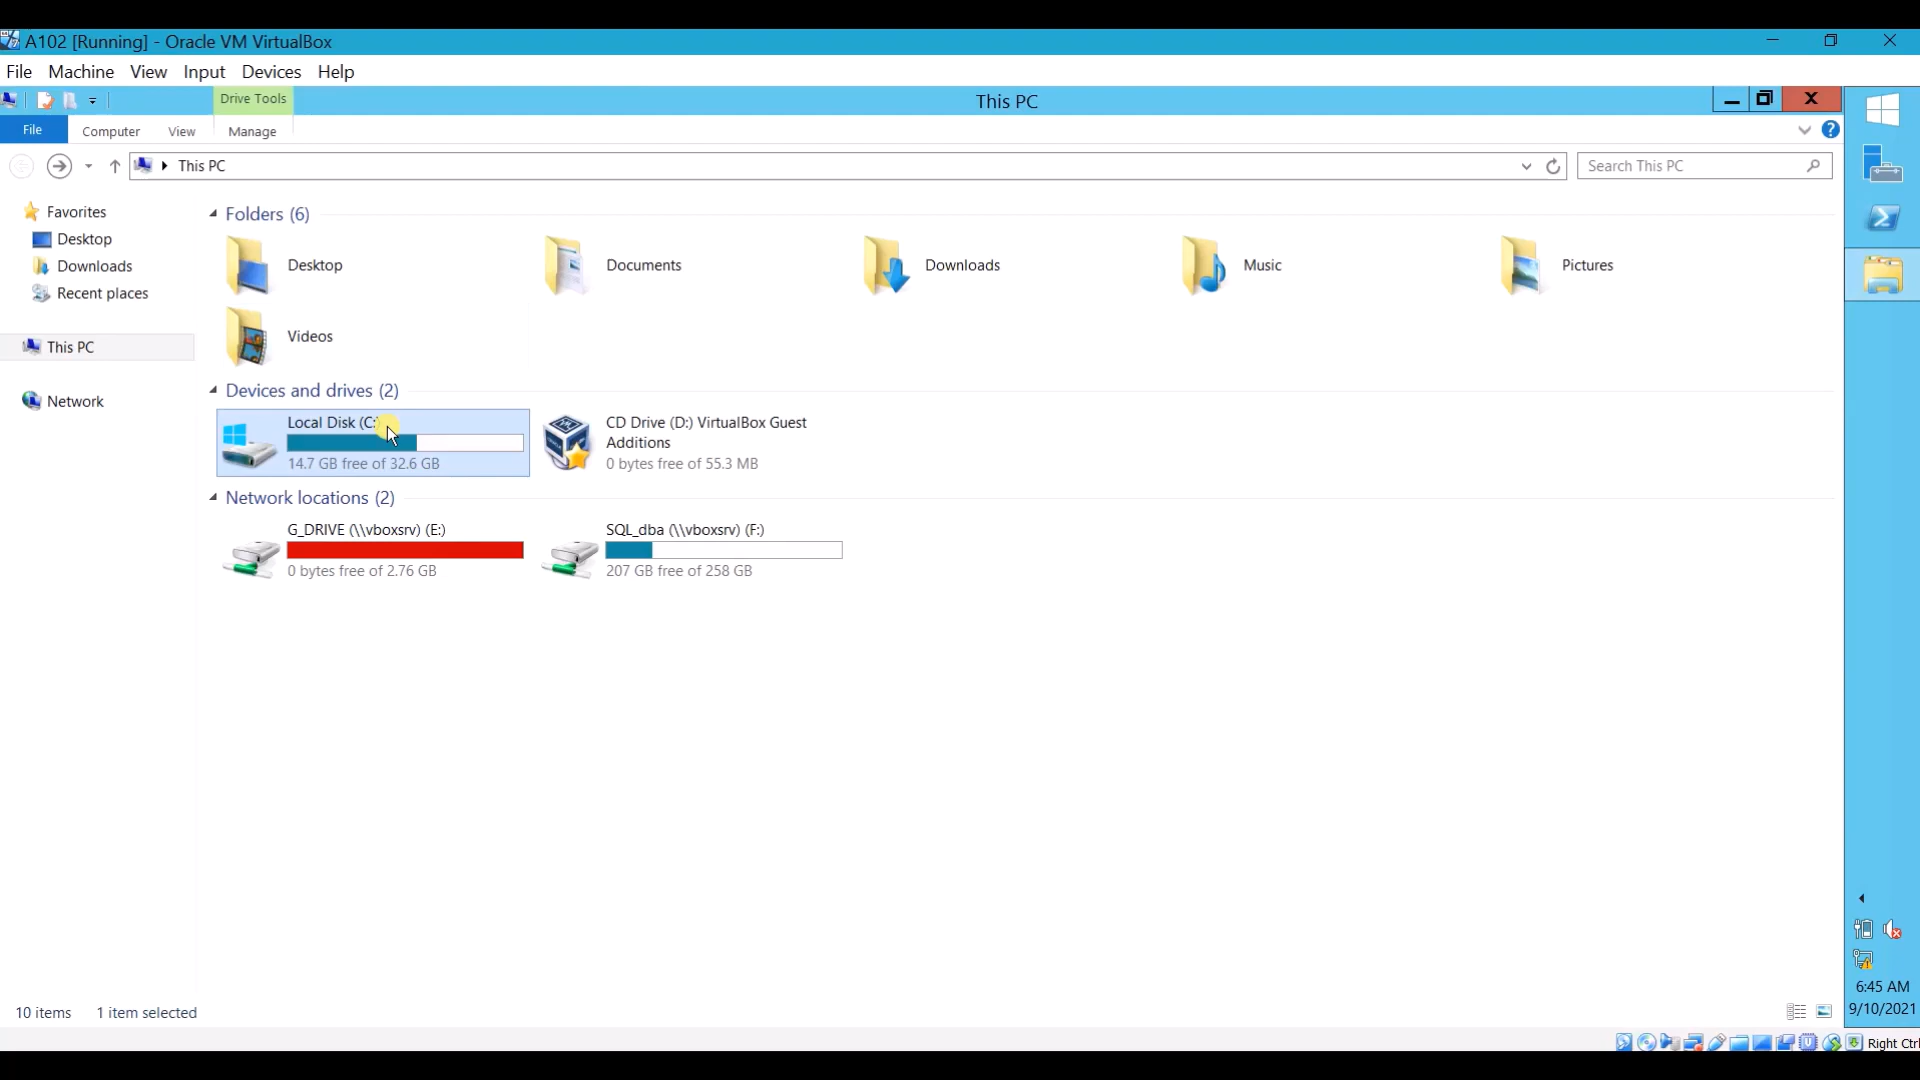 A102 [Running] - Oracle VM VirtualBox
File Machine View Input Devices Help
Drive Tools
This PC
File Computer View Manage
This PC
Search This PC
Favorites
Desktop
Downloads
Recent places
This PC
Network
Folders (6)
Desktop
Documents
Downloads
Music
Pictures
Videos
Devices and drives (2)
Local Disk (C:
14.7 GB free of 32.6 GB
CD Drive (D:) VirtualBox Guest
Additions
0 bytes free of 55.3 MB
Network locations (2)
G_DRIVE (\\vboxsrv) (E:)
0 bytes free of 2.76 GB
SQL_dba (\\vboxsrv) (F:)
207 GB free of 258 GB
10 items 1 item selected
6:45 AM
9/10/2021
Right Ctrl